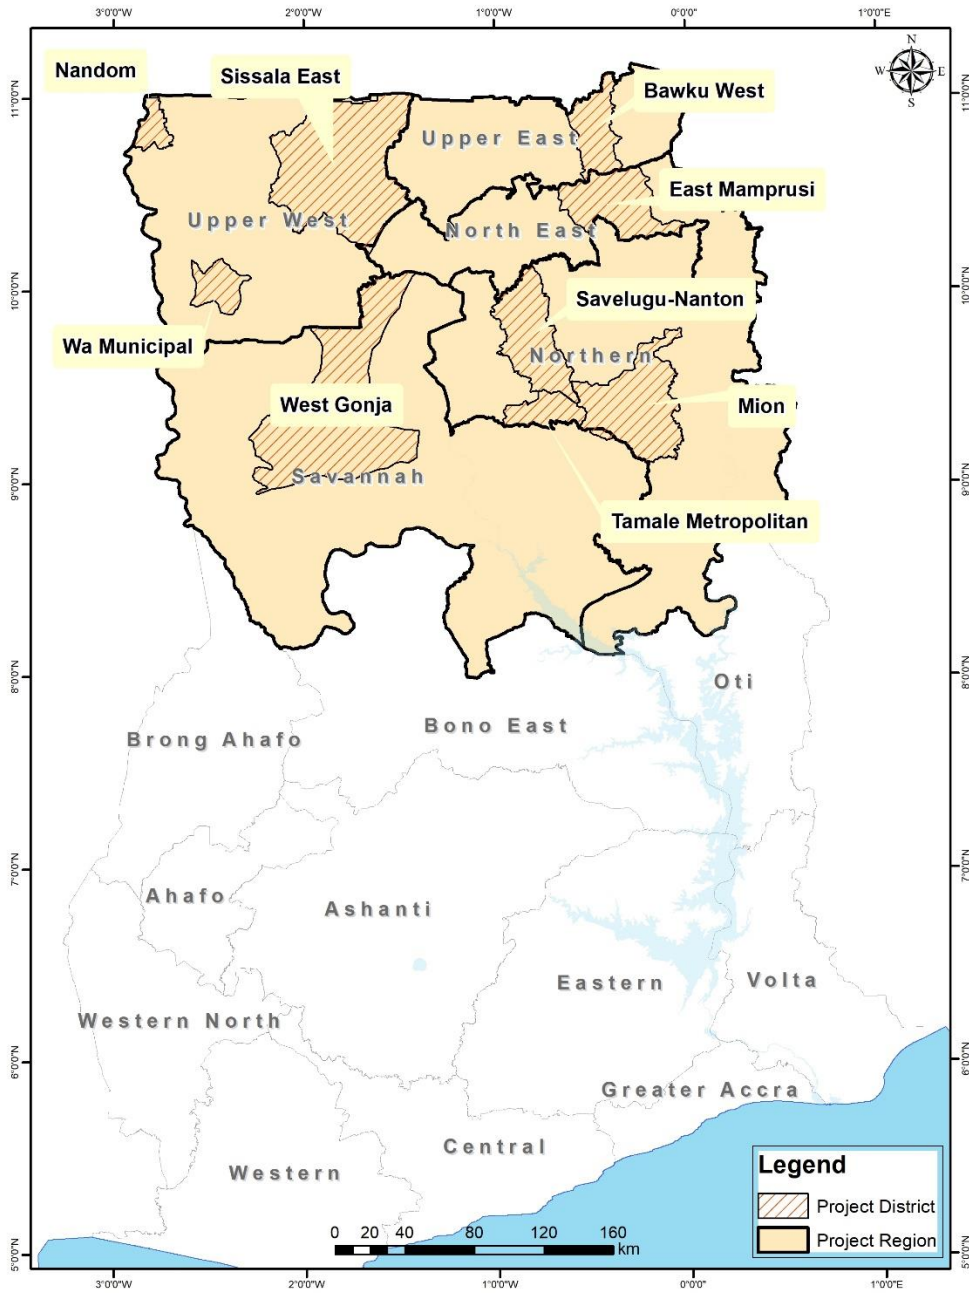 3°0'0"W 2°0'0"W 1°0'0"W 0°0'0" 1°0'0"E
N
W E
S
Nandom
Sissala East
Bawku West
11°0'0"N 11°0'0"N
Upper East
East Mamprusi
Upper West
North East
10°0'0"N 10°0'0"N
Savelugu-Nanton
Wa Municipal
Northern
West Gonja
Mion
Savannah
9°0'0"N 9°0'0"N
Tamale Metropolitan
8°0'0"N 8°0'0"N
Oti
Bono East
Brong Ahafo
7°0'0"N 7°0'0"N
Ahafo
Ashanti
Eastern
Volta
Western North
6°0'0"N 6°0'0"N
Greater Accra
Central
Western
Legend
Project District
Project Region
0 20 40 80 120 160
km
5°0'0"N 5°0'0"N
3°0'0"W 2°0'0"W 1°0'0"W 0°0'0" 1°0'0"E